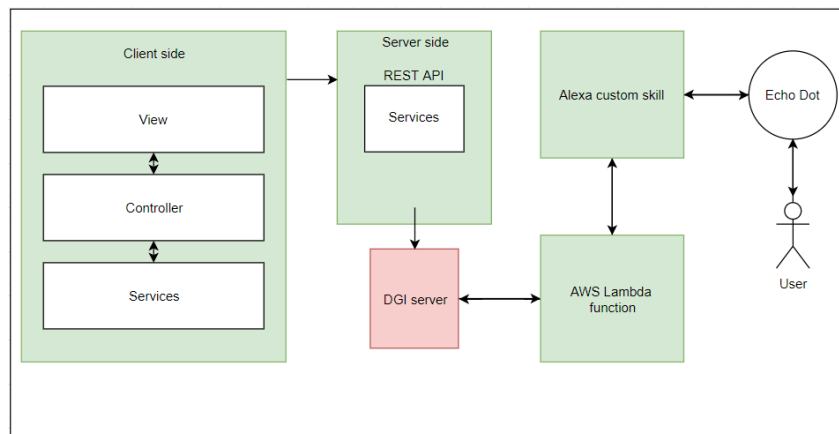 Client side
View
Controller
Services
Server side
REST API
Services
DGI server
Alexa custom skill
AWS Lambda
function
Echo Dot
User